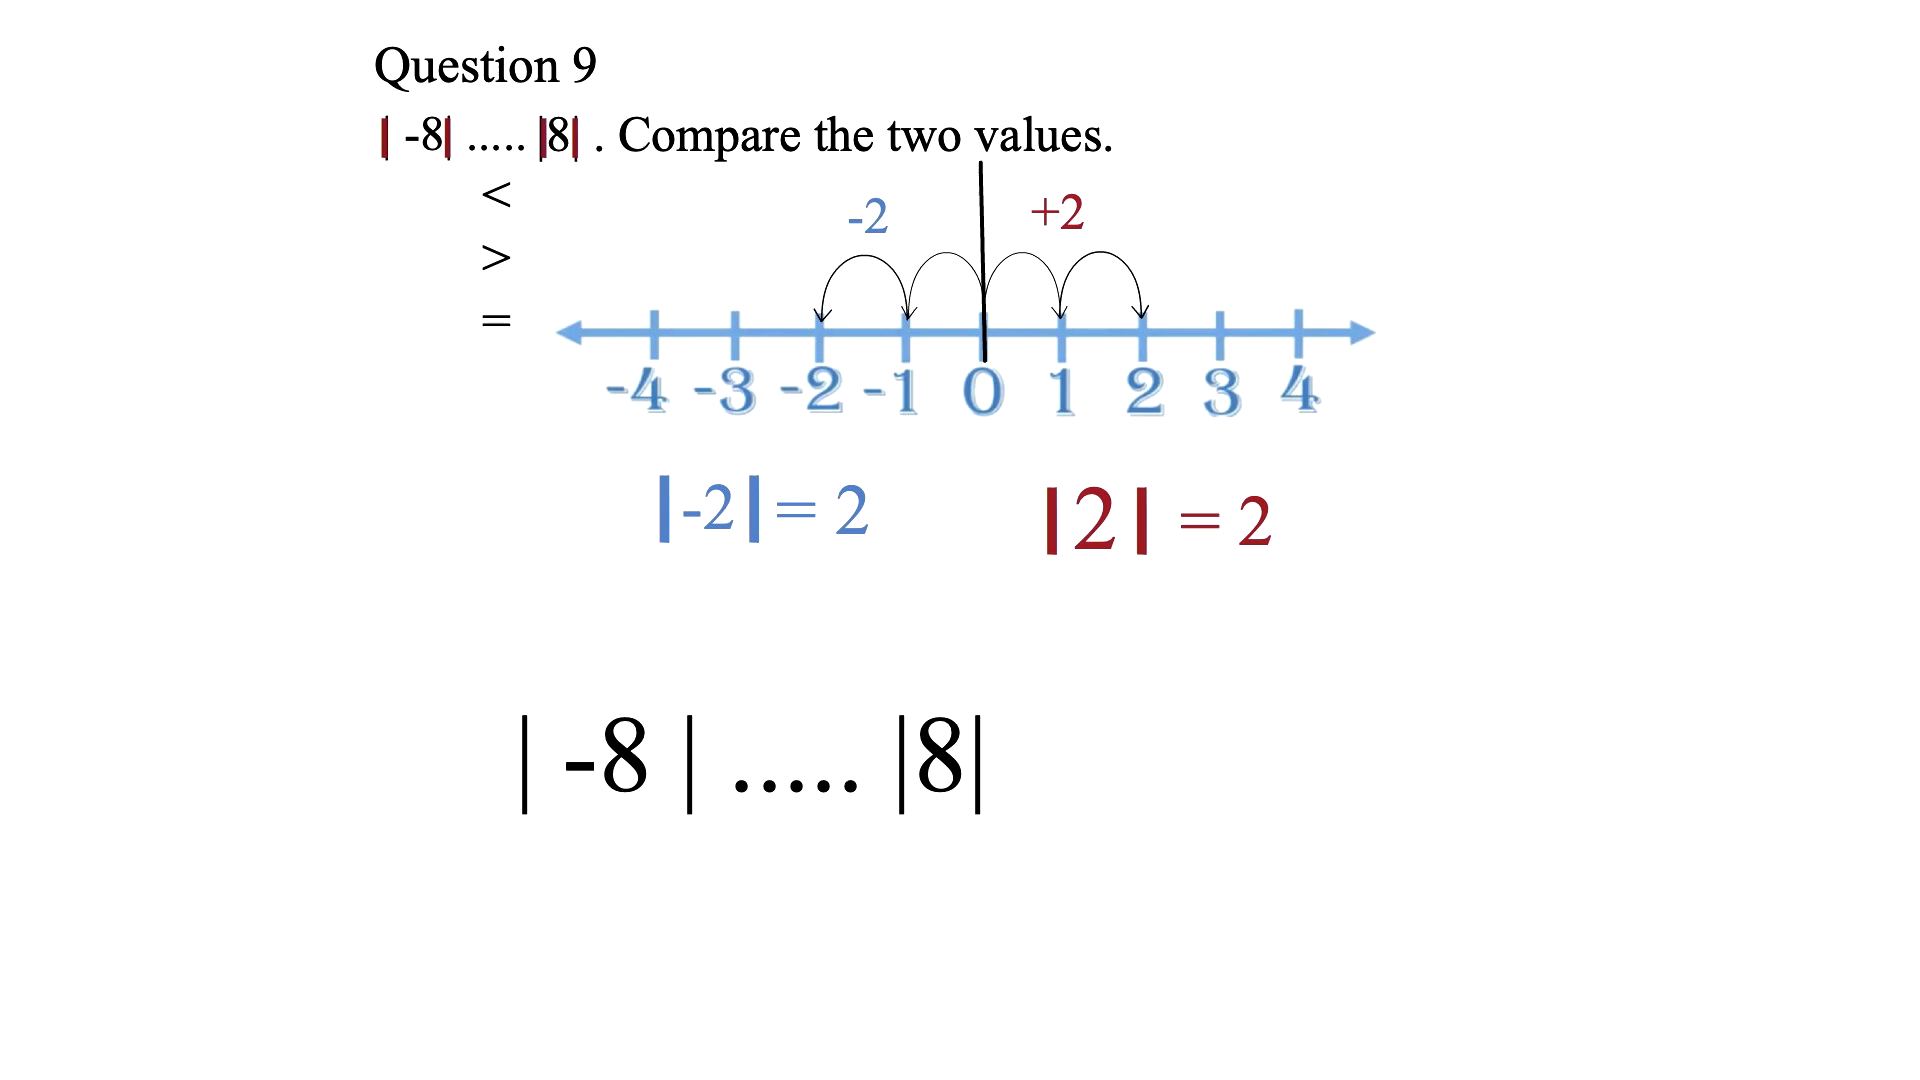 Question 9
| -8| ..... |8| . Compare the two values.
<
>
=
-2 +2
-4 -3 -2 -1 0 1 2 3 4
|-2|= 2 |2| = 2
| -8 | ..... |8|